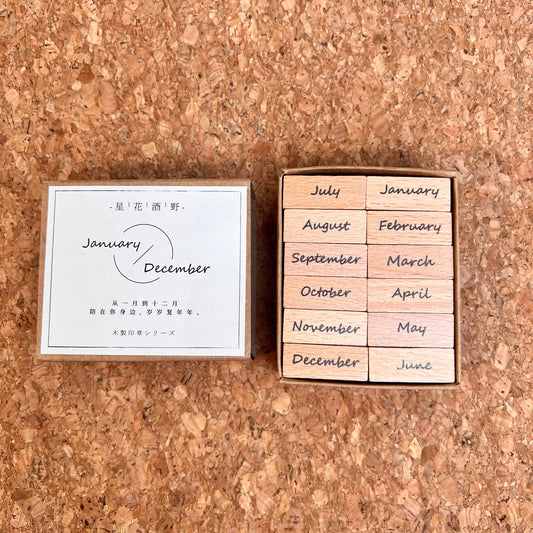 -星花酒野-
January
December
从一月到十二月
陪在你身边，岁岁复年年。
木製印章シリーズ
July
January
August
February
September
March
October
April
November
May
December
June